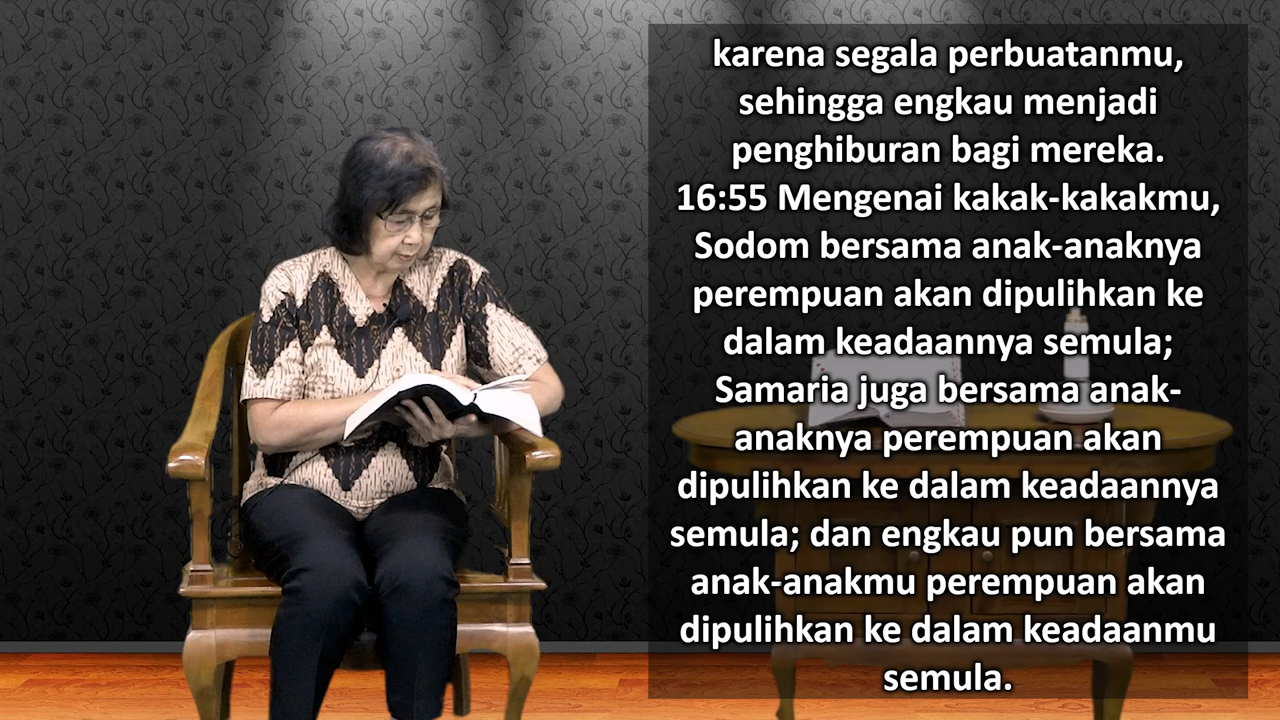 karena segala perbuatanmu,
sehingga engkau menjadi
penghiburan bagi mereka.
16:55 Mengenai kakak-kakakmu,
Sodom bersama anak-anaknya
perempuan akan dipulihkan ke
dalam keadaannya semula;
Samaria juga bersama anak-
anaknya perempuan akan
dipulihkan ke dalam keadaannya
semula; dan engkau pun bersama
anak-anakmu perempuan akan
dipulihkan ke dalam keadaanmu
semula.